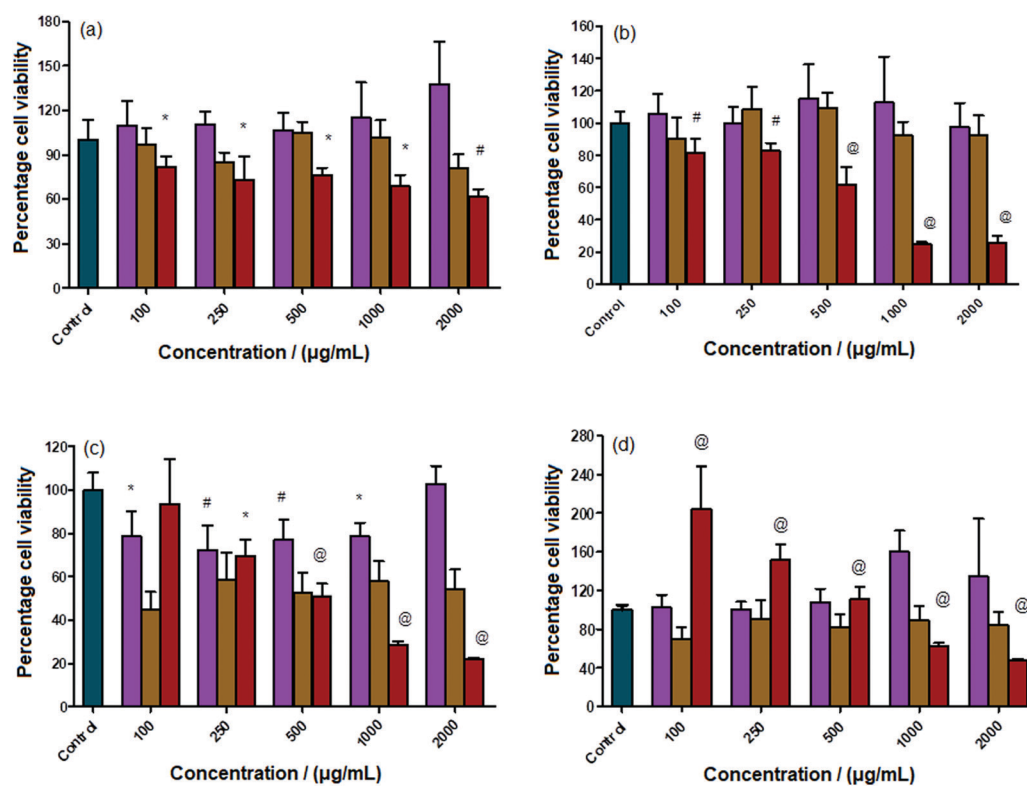 (a)
Percentage cell viability
180
150
120
90
60
30
0
* * * * #
Control 100 250 500 1000 2000
Concentration / (µg/mL)
(b)
Percentage cell viability
160
140
120
100
80
60
40
20
0
# # @ @ @
Control 100 250 500 1000 2000
Concentration / (µg/mL)
(c)
Percentage cell viability
120
100
80
60
40
20
0
* # * # @ * @ @
Control 100 250 500 1000 2000
Concentration / (µg/mL)
(d)
Percentage cell viability
280
240
200
160
120
80
40
0
@ @ @ @ @
Control 100 250 500 1000 2000
Concentration / (µg/mL)